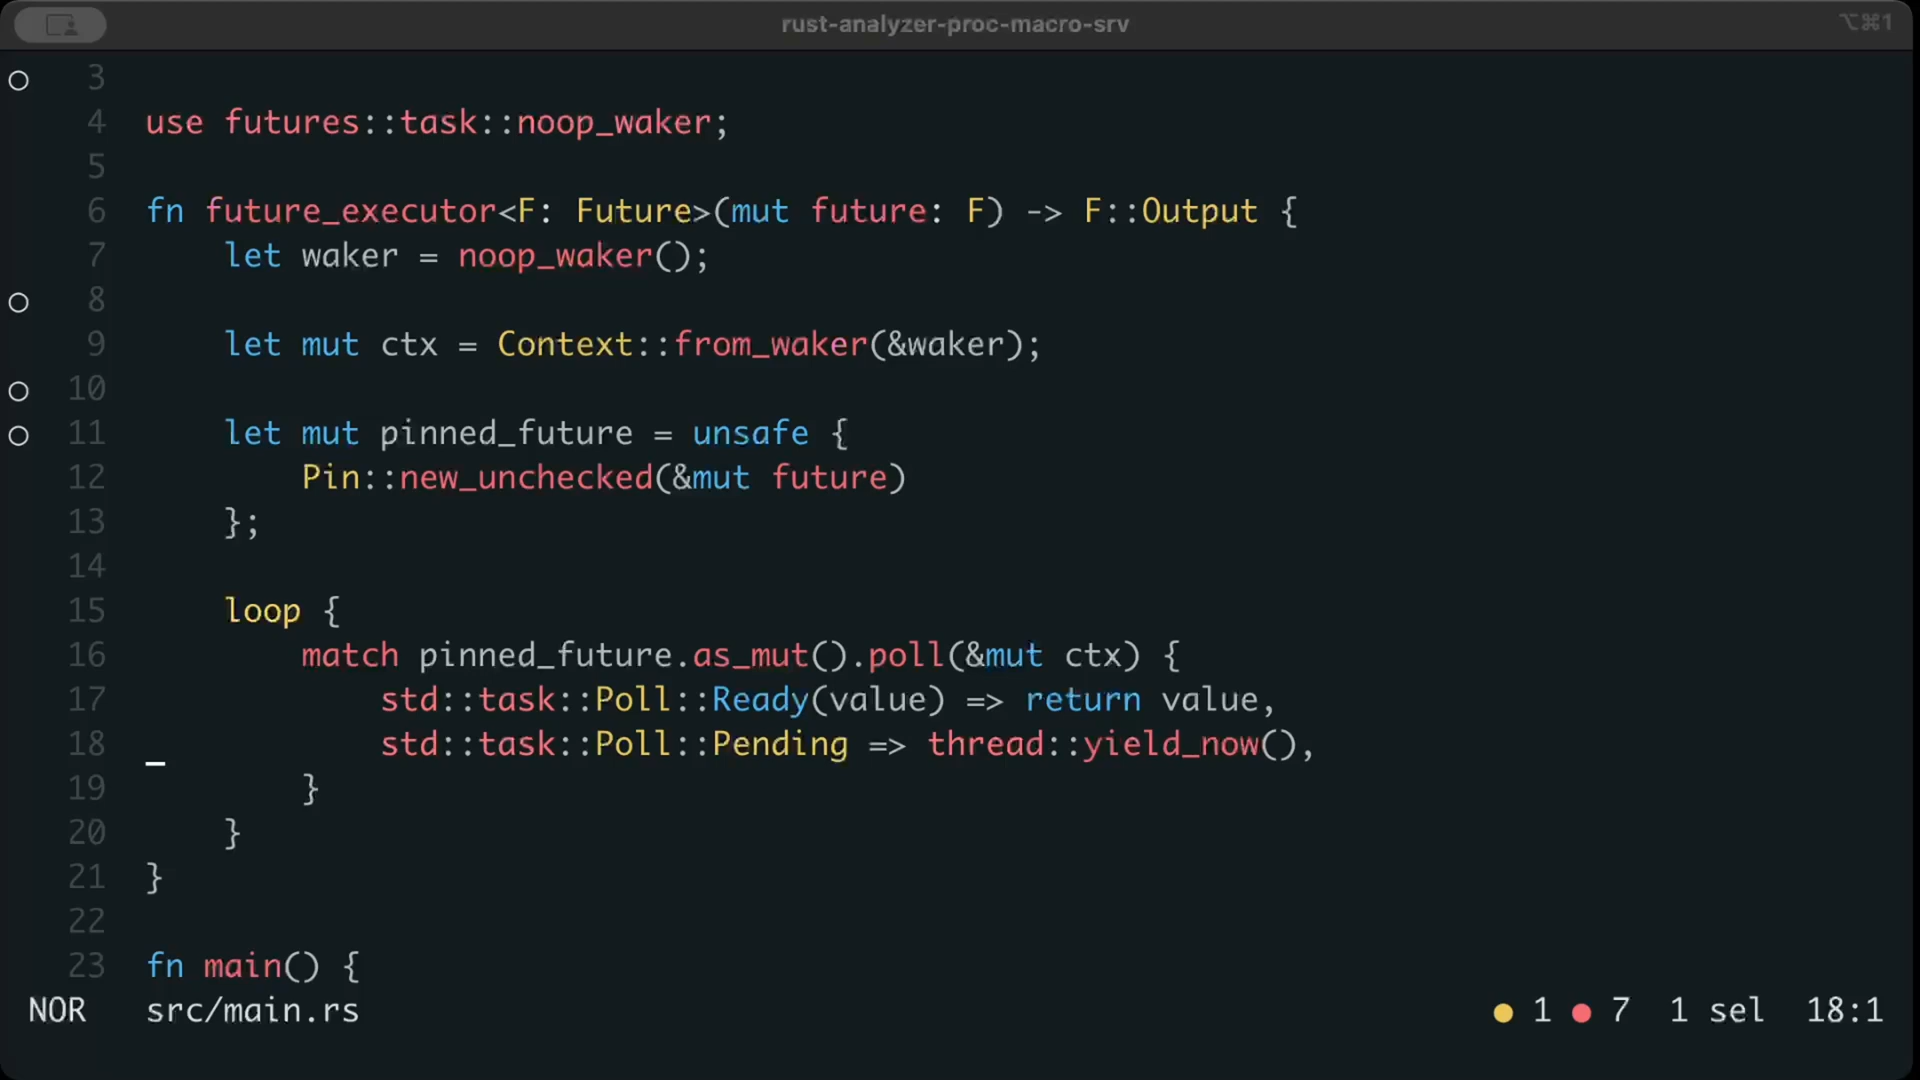 rust-analyzer-proc-macro-srv
⌥⌘1
3
4 use futures::task::noop_waker;
5
6 fn future_executor<F: Future>(mut future: F) -> F::Output {
7     let waker = noop_waker();
8
9     let mut ctx = Context::from_waker(&waker);
10
11     let mut pinned_future = unsafe {
12         Pin::new_unchecked(&mut future)
13     };
14
15     loop {
16         match pinned_future.as_mut().poll(&mut ctx) {
17             std::task::Poll::Ready(value) => return value,
18             std::task::Poll::Pending => thread::yield_now(),
19         }
20     }
21 }
22
23 fn main() {
NOR src/main.rs 1 7 1 sel 18:1